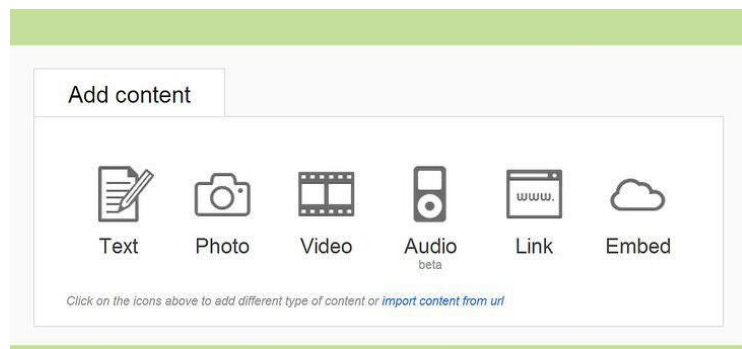 Add content
www.
Text Photo Video Audio Link Embed
beta
Click on the icons above to add different type of content or import content from url